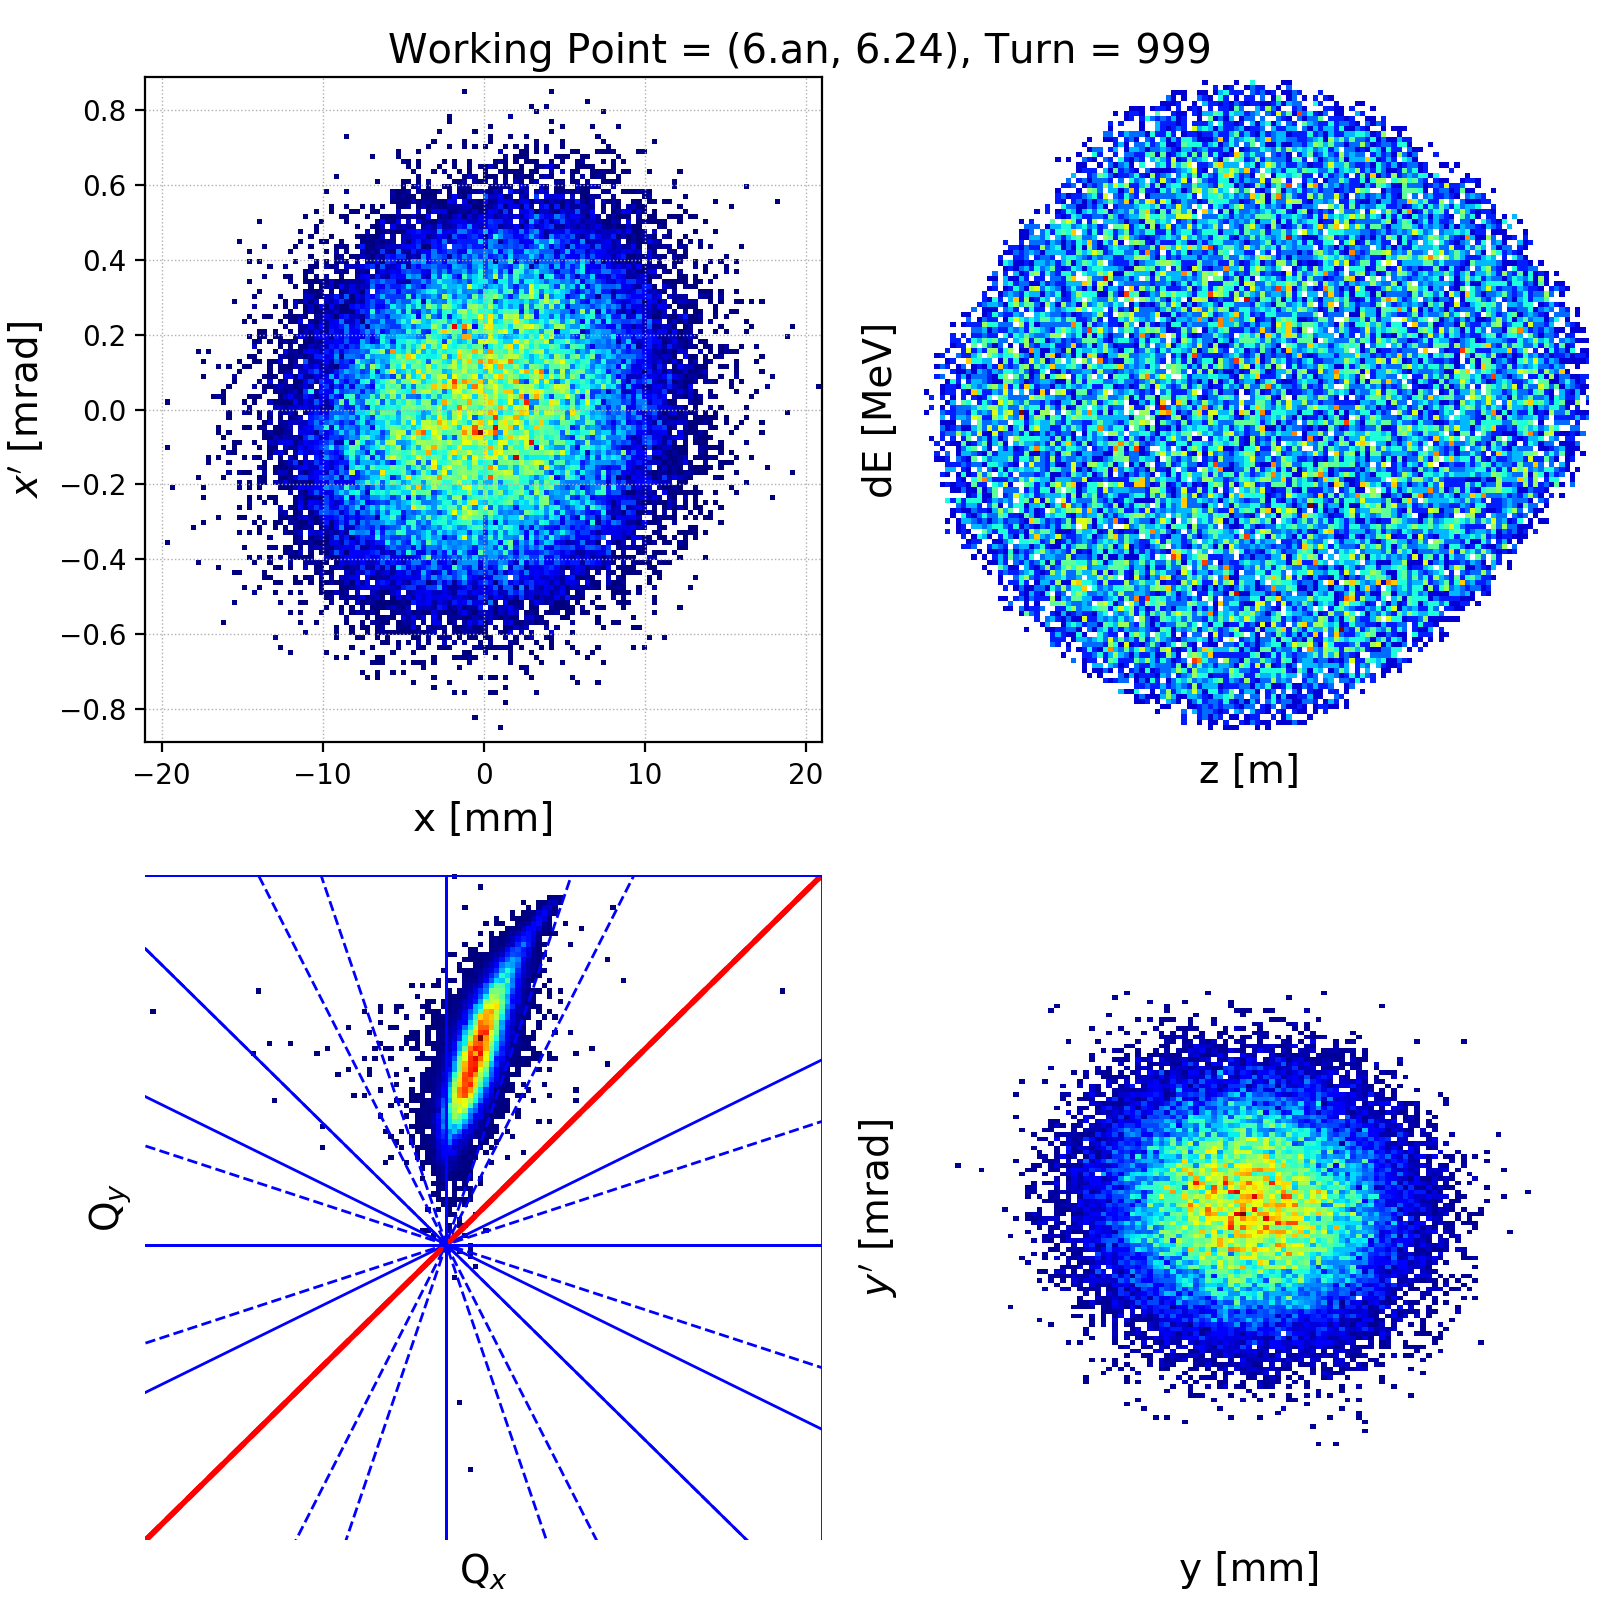 Working Point = (6.an, 6.24), Turn = 999
0.8
0.6
0.4
0.2
0.0
−0.2
−0.4
−0.6
−0.8
x′ [mrad]
−20 −10 0 10 20
x [mm]
dE [MeV]
z [m]
Qy
Qx
y′ [mrad]
y [mm]